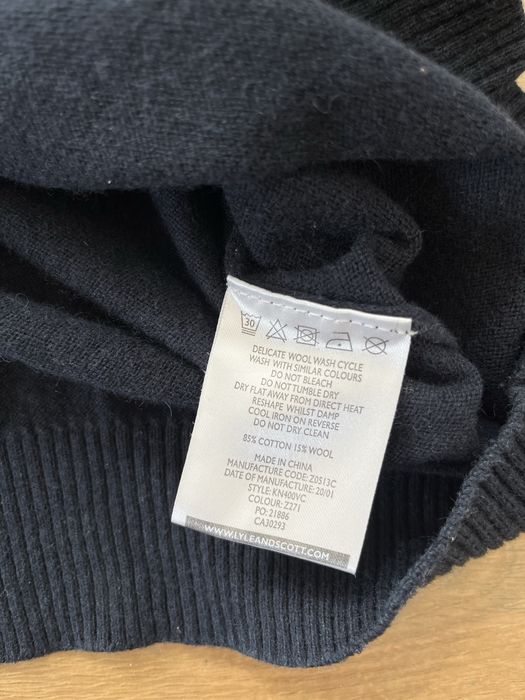 30
DELICATE WOOL WASH CYCLE
WASH WITH SIMILAR COLOURS
DO NOT BLEACH
DO NOT TUMBLE DRY
DRY FLAT AWAY FROM DIRECT HEAT
RESHAPE WHILST DAMP
COOL IRON ON REVERSE
DO NOT DRY CLEAN
85% COTTON 15% WOOL
MADE IN CHINA
MANUFACTURE CODE: Z0513C
DATE OF MANUFACTURE: 20/01
STYLE: KN400VC
COLOUR: Z271
PO: 21886
CA30293
WWW.LYLEANDSCOTT.COM